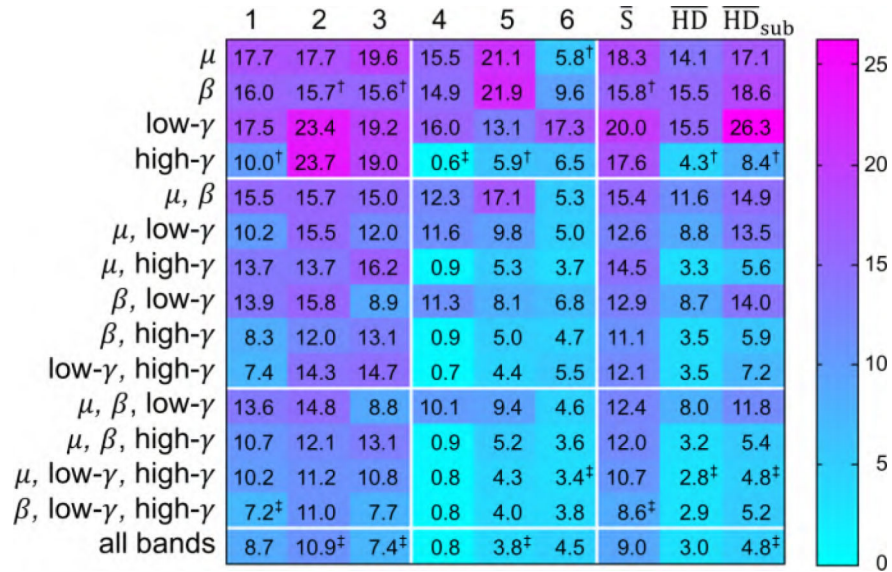 1 2 3 4 5 6 S̅ H̅D̅ H̅D̅sub
μ 17.7 17.7 19.6 15.5 21.1 5.8† 18.3 14.1 17.1
β 16.0 15.7† 15.6† 14.9 21.9 9.6 15.8† 15.5 18.6
low-γ 17.5 23.4 19.2 16.0 13.1 17.3 20.0 15.5 26.3
high-γ 10.0† 23.7 19.0 0.6‡ 5.9† 6.5 17.6 4.3† 8.4†
μ, β 15.5 15.7 15.0 12.3 17.1 5.3 15.4 11.6 14.9
μ, low-γ 10.2 15.5 12.0 11.6 9.8 5.0 12.6 8.8 13.5
μ, high-γ 13.7 13.7 16.2 0.9 5.3 3.7 14.5 3.3 5.6
β, low-γ 13.9 15.8 8.9 11.3 8.1 6.8 12.9 8.7 14.0
β, high-γ 8.3 12.0 13.1 0.9 5.0 4.7 11.1 3.5 5.9
low-γ, high-γ 7.4 14.3 14.7 0.7 4.4 5.5 12.1 3.5 7.2
μ, β, low-γ 13.6 14.8 8.8 10.1 9.4 4.6 12.4 8.0 11.8
μ, β, high-γ 10.7 12.1 13.1 0.9 5.2 3.6 12.0 3.2 5.4
μ, low-γ, high-γ 10.2 11.2 10.8 0.8 4.3 3.4‡ 10.7 2.8‡ 4.8‡
β, low-γ, high-γ 7.2‡ 11.0 7.7 0.8 4.0 3.8 8.6‡ 2.9 5.2
all bands 8.7 10.9‡ 7.4‡ 0.8 3.8‡ 4.5 9.0 3.0 4.8‡
25
20
15
10
5
0